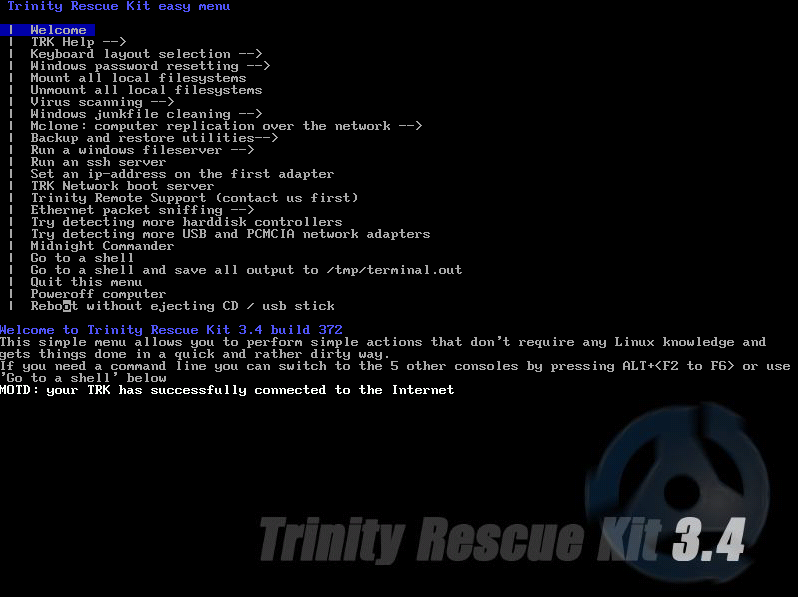 Trinity Rescue Kit easy menu
| Welcome
| TRK Help -->
| Keyboard layout selection -->
| Windows password resetting -->
| Mount all local filesystems
| Unmount all local filesystems
| Virus scanning -->
| Windows junkfile cleaning -->
| Mclone: computer replication over the network -->
| Backup and restore utilities-->
| Run a windows fileserver -->
| Run an ssh server
| Set an ip-address on the first adapter
| TRK Network boot server
| Trinity Remote Support (contact us first)
| Ethernet packet sniffing -->
| Try detecting more harddisk controllers
| Try detecting more USB and PCMCIA network adapters
| Midnight Commander
| Go to a shell
| Go to a shell and save all output to /tmp/terminal.out
| Quit this menu
| Poweroff computer
| Reboot without ejecting CD / usb stick
Welcome to Trinity Rescue Kit 3.4 build 372
This simple menu allows you to perform simple actions that don't require any Linux knowledge and
gets things done in a quick and rather dirty way.
If you need a command line you can switch to the 5 other consoles by pressing ALT+<F2 to F6> or use
'Go to a shell' below
MOTD: your TRK has successfully connected to the Internet
Trinity Rescue Kit 3.4